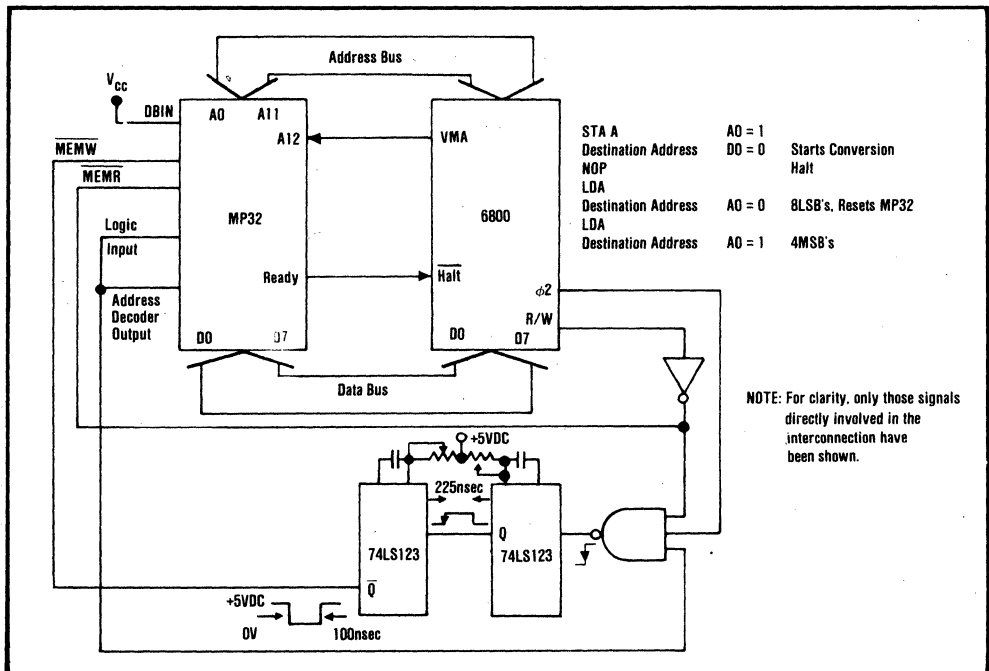 Address Bus
V_CC
DBIN
A0 A11
A12
VMA
MEMW
MEMR
MP32
6800
Logic
Input
Ready
Halt
Address
Decoder
Output
φ2
R/W
D0 D7
D0 D7
Data Bus
STA A A0 = 1
Destination Address D0 = 0 Starts Conversion
NOP Halt
LDA
Destination Address A0 = 0 8LSB's, Resets MP32
LDA
Destination Address A0 = 1 4MSB's
NOTE: For clarity, only those signals
directly involved in the
interconnection have
been shown.
+5VDC
225nsec
Q
74LS123
74LS123
Q
+5VDC
0V
100nsec